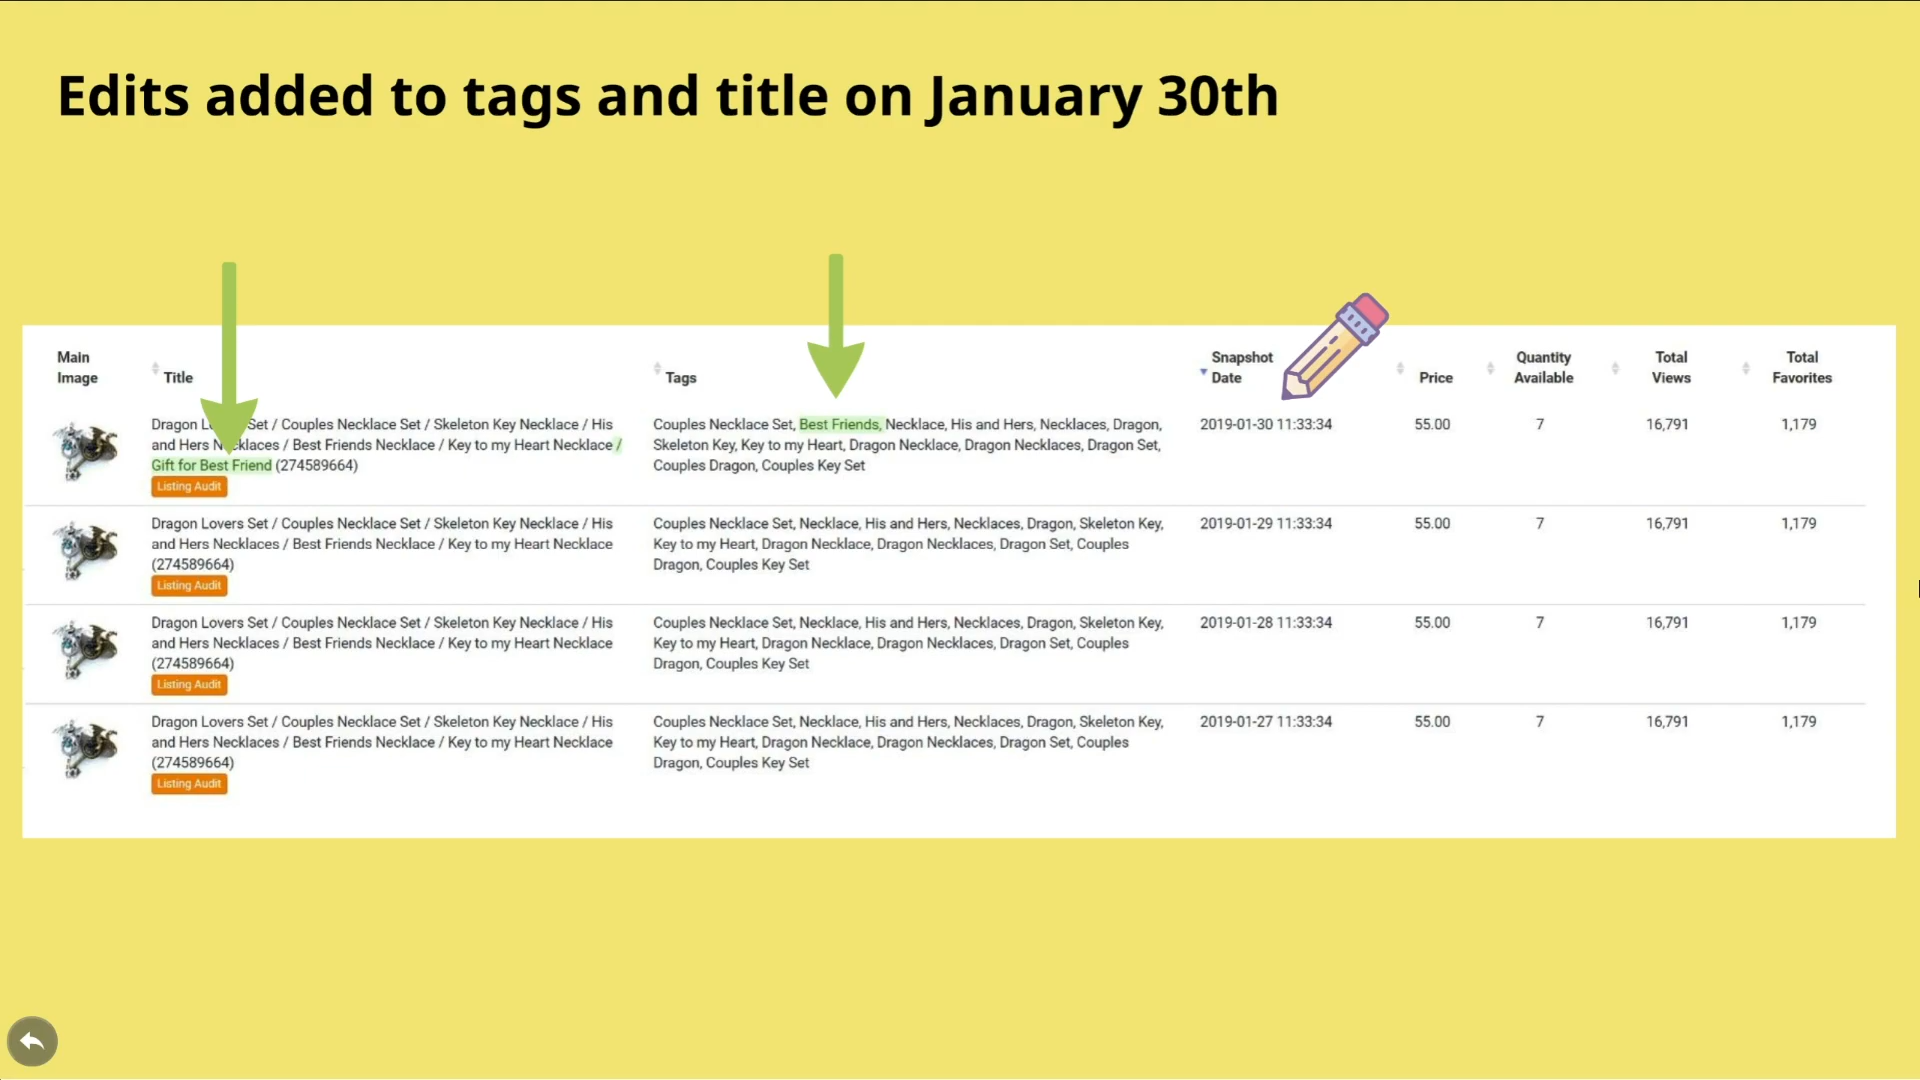 Edits added to tags and title on January 30th
Main Image
Title
Tags
Snapshot Date
Price
Quantity Available
Total Views
Total Favorites
Dragon L Set / Couples Necklace Set / Skeleton Key Necklace / His
and Hers Necklaces / Best Friends Necklace / Key to my Heart Necklace /
Gift for Best Friend (274589664)
Listing Audit
Couples Necklace Set, Best Friends, Necklace, His and Hers, Necklaces, Dragon,
Skeleton Key, Key to my Heart, Dragon Necklace, Dragon Necklaces, Dragon Set,
Couples Dragon, Couples Key Set
2019-01-30 11:33:34
55.00
7
16,791
1,179
Dragon Lovers Set / Couples Necklace Set / Skeleton Key Necklace / His
and Hers Necklaces / Best Friends Necklace / Key to my Heart Necklace
(274589664)
Listing Audit
Couples Necklace Set, Necklace, His and Hers, Necklaces, Dragon, Skeleton Key,
Key to my Heart, Dragon Necklace, Dragon Necklaces, Dragon Set, Couples
Dragon, Couples Key Set
2019-01-29 11:33:34
55.00
7
16,791
1,179
Dragon Lovers Set / Couples Necklace Set / Skeleton Key Necklace / His
and Hers Necklaces / Best Friends Necklace / Key to my Heart Necklace
(274589664)
Listing Audit
Couples Necklace Set, Necklace, His and Hers, Necklaces, Dragon, Skeleton Key,
Key to my Heart, Dragon Necklace, Dragon Necklaces, Dragon Set, Couples
Dragon, Couples Key Set
2019-01-28 11:33:34
55.00
7
16,791
1,179
Dragon Lovers Set / Couples Necklace Set / Skeleton Key Necklace / His
and Hers Necklaces / Best Friends Necklace / Key to my Heart Necklace
(274589664)
Listing Audit
Couples Necklace Set, Necklace, His and Hers, Necklaces, Dragon, Skeleton Key,
Key to my Heart, Dragon Necklace, Dragon Necklaces, Dragon Set, Couples
Dragon, Couples Key Set
2019-01-27 11:33:34
55.00
7
16,791
1,179